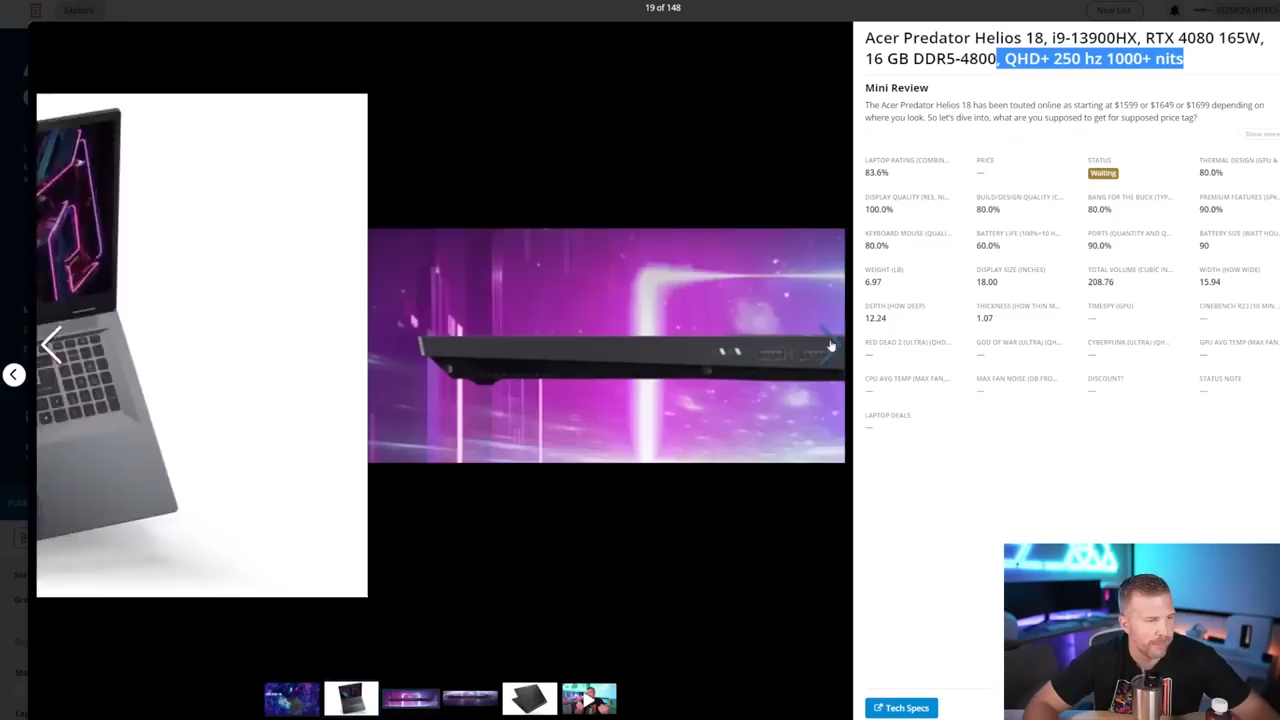 Explore
19 of 148
New List
Acer Predator Helios 18, i9-13900HX, RTX 4080 165W,
16 GB DDR5-4800, QHD+ 250 hz 1000+ nits
Mini Review
The Acer Predator Helios 18 has been touted online as starting at $1599 or $1649 or $1699 depending on
where you look. So let's dive into, what are you supposed to get for supposed price tag?
Show more
LAPTOP RATING (COMBIN... PRICE STATUS THERMAL DESIGN (GPU &
83.6% — Waiting 80.0%
DISPLAY QUALITY (RES, NI... BUILD/DESIGN QUALITY (C... BANG FOR THE BUCK (TYP... PREMIUM FEATURES (SPK...
100.0% 80.0% 80.0% 90.0%
KEYBOARD MOUSE (QUALI... BATTERY LIFE (100%=10 H... PORTS (QUANTITY AND Q... BATTERY SIZE (WATT HOU
80.0% 60.0% 90.0% 90
WEIGHT (LB) DISPLAY SIZE (INCHES) TOTAL VOLUME (CUBIC IN... WIDTH (HOW WIDE)
6.97 18.00 208.76 15.94
DEPTH (HOW DEEP) THICKNESS (HOW THIN M... TIMESPY (GPU) CINEBENCH R23 (10 MIN,
12.24 1.07 — —
RED DEAD 2 (ULTRA) (QHD... GOD OF WAR (ULTRA) (QH... CYBERPUNK (ULTRA) (QH... GPU AVG TEMP (MAX FAN,
— — — —
CPU AVG TEMP (MAX FAN,... MAX FAN NOISE (DB FRO... DISCOUNT? STATUS NOTE
— — — —
LAPTOP DEALS
—
Tech Specs